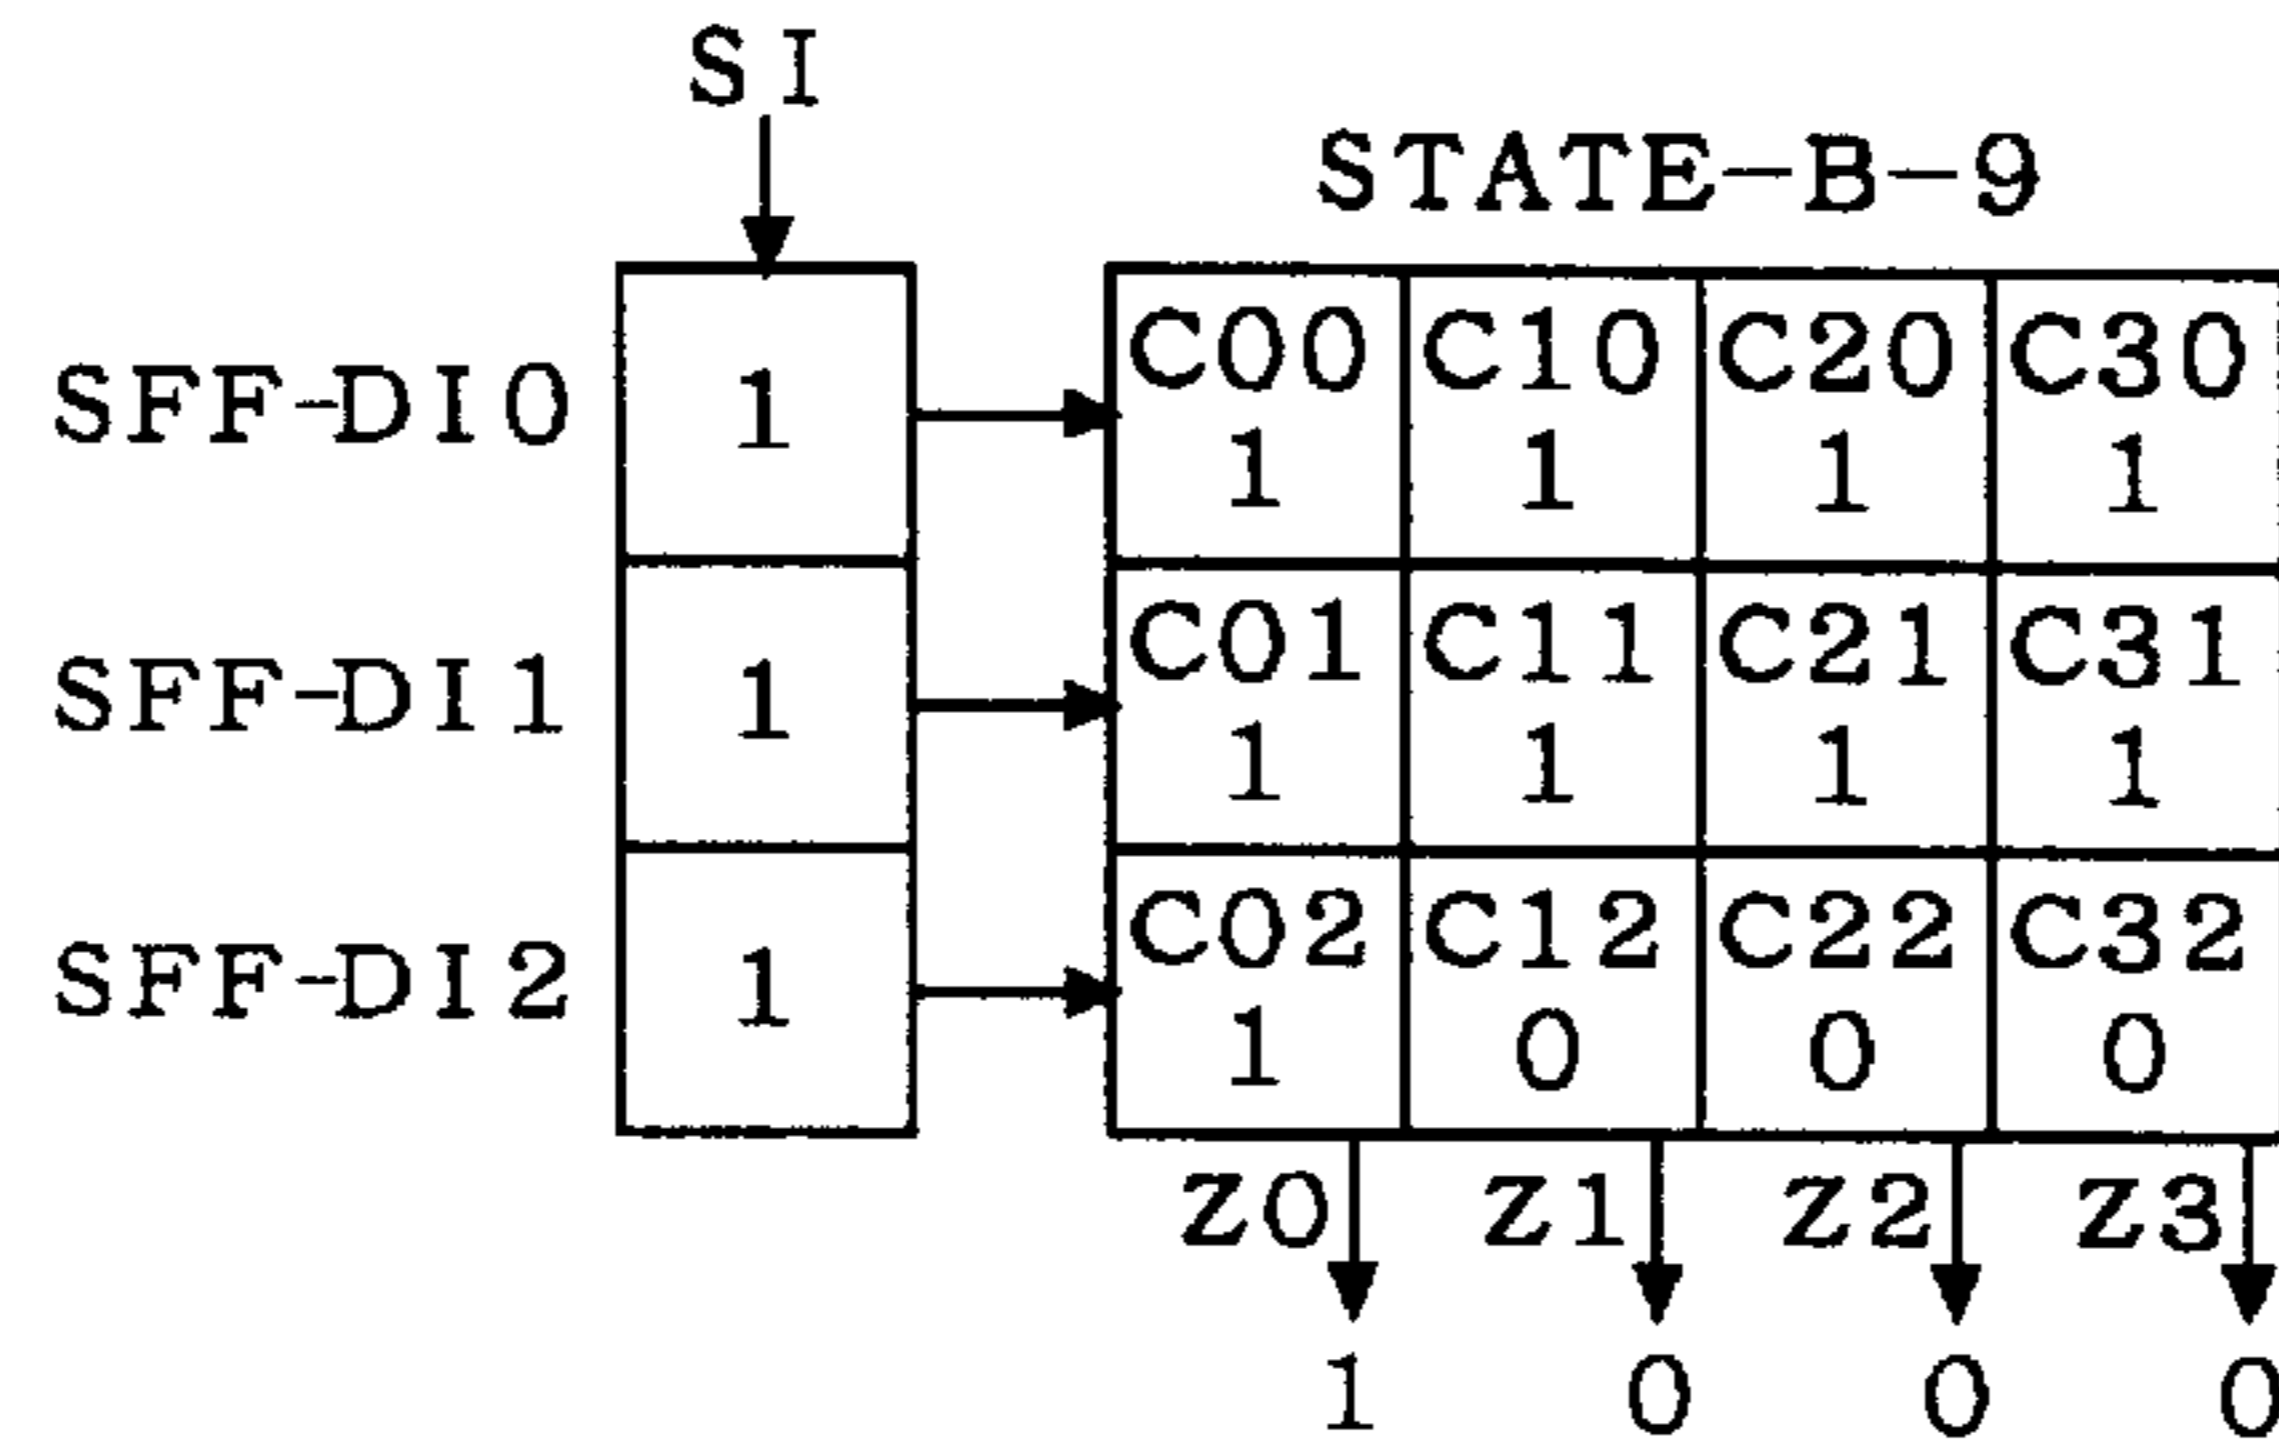 SI
STATE-B-9
C00 C10 C20 C30
SFF-DI0 1 1 1 1 1
C01 C11 C21 C31
SFF-DI1 1 1 1 1 1
C02 C12 C22 C32
SFF-DI2 1 1 0 0 0
Z0 Z1 Z2 Z3
1 0 0 0